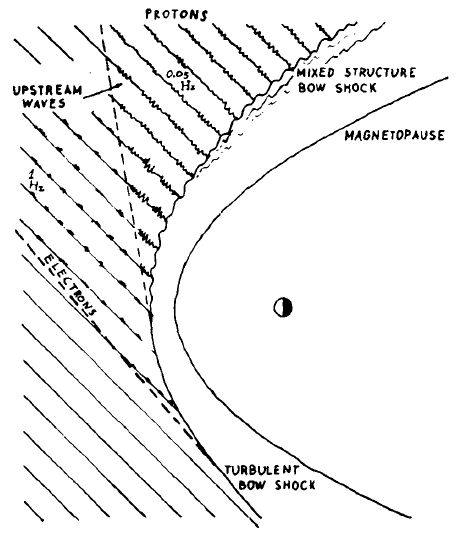 PROTONS
0.05
Hz
MIXED STRUCTURE
BOW SHOCK
UPSTREAM
WAVES
MAGNETOPAUSE
1
Hz
ELECTRONS
TURBULENT
BOW SHOCK